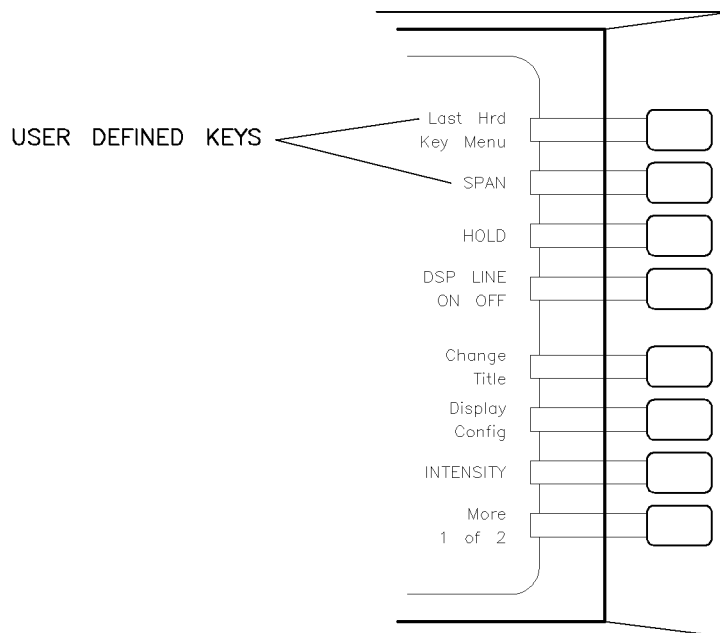 USER DEFINED KEYS
Last Hrd
Key Menu
SPAN
HOLD
DSP LINE
ON OFF
Change
Title
Display
Config
INTENSITY
More
1 of 2